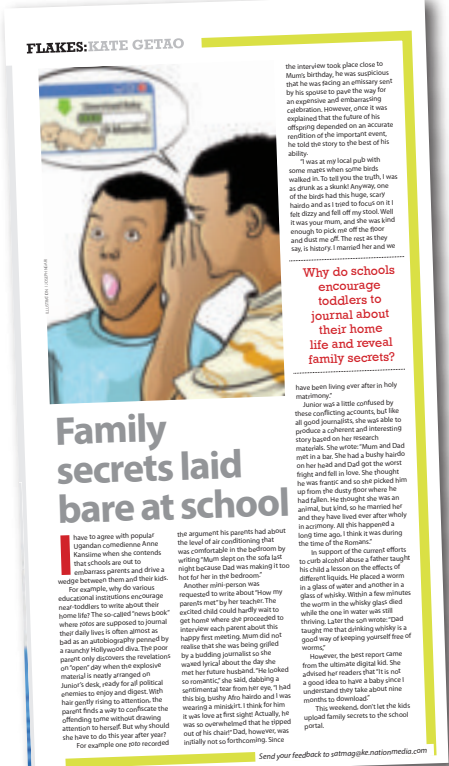 FLAKES: KATE GETAO
Family
secrets laid
bare at school
I have to agree with popular
Ugandan comedienne Anne
Kansiime when she contends
that schools are out to
embarrass parents and drive a
wedge between them and their kids.
For example, why do various
educational institutions encourage
near-toddlers to write about their
home life? The so-called “news book”
where totos are supposed to journal
their daily lives is often almost as
bad as an autobiography penned by
a raunchy Hollywood diva. The poor
parent only discovers the revelations
on “open” day when the explosive
material is neatly arranged on
Junior's desk, ready for all political
enemies to enjoy and digest. With
hair gently rising to attention, the
parent finds a way to confiscate the
offending tome without drawing
attention to herself. But why should
she have to do this year after year?
For example one toto recorded
the argument his parents had about
the level of air conditioning that
was comfortable in the bedroom by
writing “Mum slept on the sofa last
night because Dad was making it too
hot for her in the bedroom.”
Another mini-person was
requested to write about “How my
parents met” by her teacher. The
excited child could hardly wait to
get home where she proceeded to
interview each parent about this
happy first meeting. Mum did not
realise that she was being grilled
by a budding journalist so she
waxed lyrical about the day she
met her future husband. “He looked
so romantic,” she said, dabbing a
sentimental tear from her eye, “I had
this big, bushy Afro hairdo and I was
wearing a miniskirt. I think for him
it was love at first sight! Actually, he
was so overwhelmed that he tipped
out of his chair!” Dad, however, was
initially not so forthcoming. Since
the interview took place close to
Mum's birthday, he was suspicious
that he was facing an emissary sent
by his spouse to pave the way for
an expensive and embarrassing
celebration. However, once it was
explained that the future of his
offspring depended on an accurate
rendition of the important event,
he told the story to the best of his
ability.
“I was at my local pub with
some mates when some birds
walked in. To tell you the truth, I was
as drunk as a skunk! Anyway, one
of the birds had this huge, scary
hairdo and as I tried to focus on it I
felt dizzy and fell off my stool. Well
it was your mum, and she was kind
enough to pick me off the floor
and dust me off. The rest as they
say, is history. I married her and we
Why do schools
encourage
toddlers to
journal about
their home
life and reveal
family secrets?
have been living ever after in holy
matrimony.”
Junior was a little confused by
these conflicting accounts, but like
all good journalists, she was able to
produce a coherent and interesting
story based on her research
materials. She wrote: “Mum and Dad
met in a bar. She had a bushy hairdo
on her head and Dad got the worst
fright and fell in love. She thought
he was frantic and so she picked him
up from the dusty floor where he
had fallen. He thought she was an
animal and kind, so he married her
and they have lived ever after wholy
in acrimony. All this happened a
long time ago. I think it was during
the time of the Romans.”
In support of the current efforts
to curb alcohol abuse a father taught
his child a lesson on the effects of
different liquids. He placed a worm
in a glass of water and another in a
glass of whisky. Within a few minutes
the worm in the whisky glass died
while the one in water was still
thriving. Later the son wrote: “Dad
taught me that drinking whisky is a
good way of keeping yourself free of
worms,”
However, the best report came
from the ultimate digital kid. She
advised her readers that “It is not
a good idea to have a baby since I
understand they take about nine
months to download.”
This weekend, don't let the kids
upload family secrets to the school
portal.
Send your feedback to satmag@ke.nationmedia.com